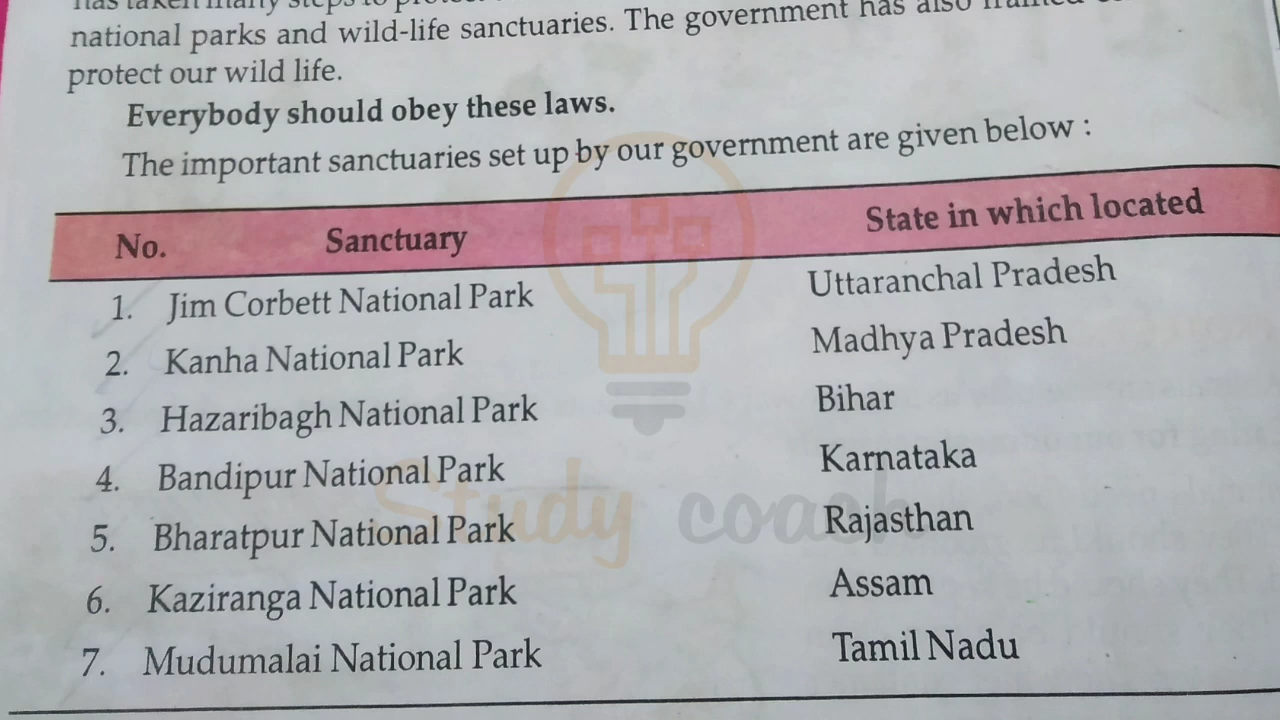 national parks and wild-life sanctuaries. The government has also
protect our wild life.
Everybody should obey these laws.
The important sanctuaries set up by our government are given below :
No. Sanctuary State in which located
1. Jim Corbett National Park Uttaranchal Pradesh
2. Kanha National Park Madhya Pradesh
3. Hazaribagh National Park Bihar
4. Bandipur National Park Karnataka
5. Bharatpur National Park Rajasthan
6. Kaziranga National Park Assam
7. Mudumalai National Park Tamil Nadu
Study coach